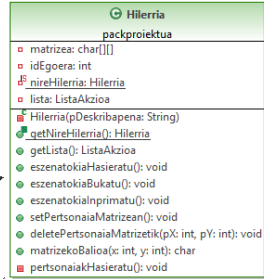 Hilerria
packproiektua
matrizea: char[][]
idEgoera: int
nireHilerria: Hilerria
lista: ListaAkzioa
Hilerria(pDeskribapena: String)
getNireHilerria(): Hilerria
getLista(): ListaAkzioa
eszenatokiaHasieratu(): void
eszenatokiaBukatu(): void
eszenatokiaInprimatu(): void
setPertsonaiaMatrizean(): void
deletePertsonaiaMatrizetik(pX: int, pY: int): void
matrizekoBalioa(x: int, y: int): char
pertsonaiakHasieratu(): void